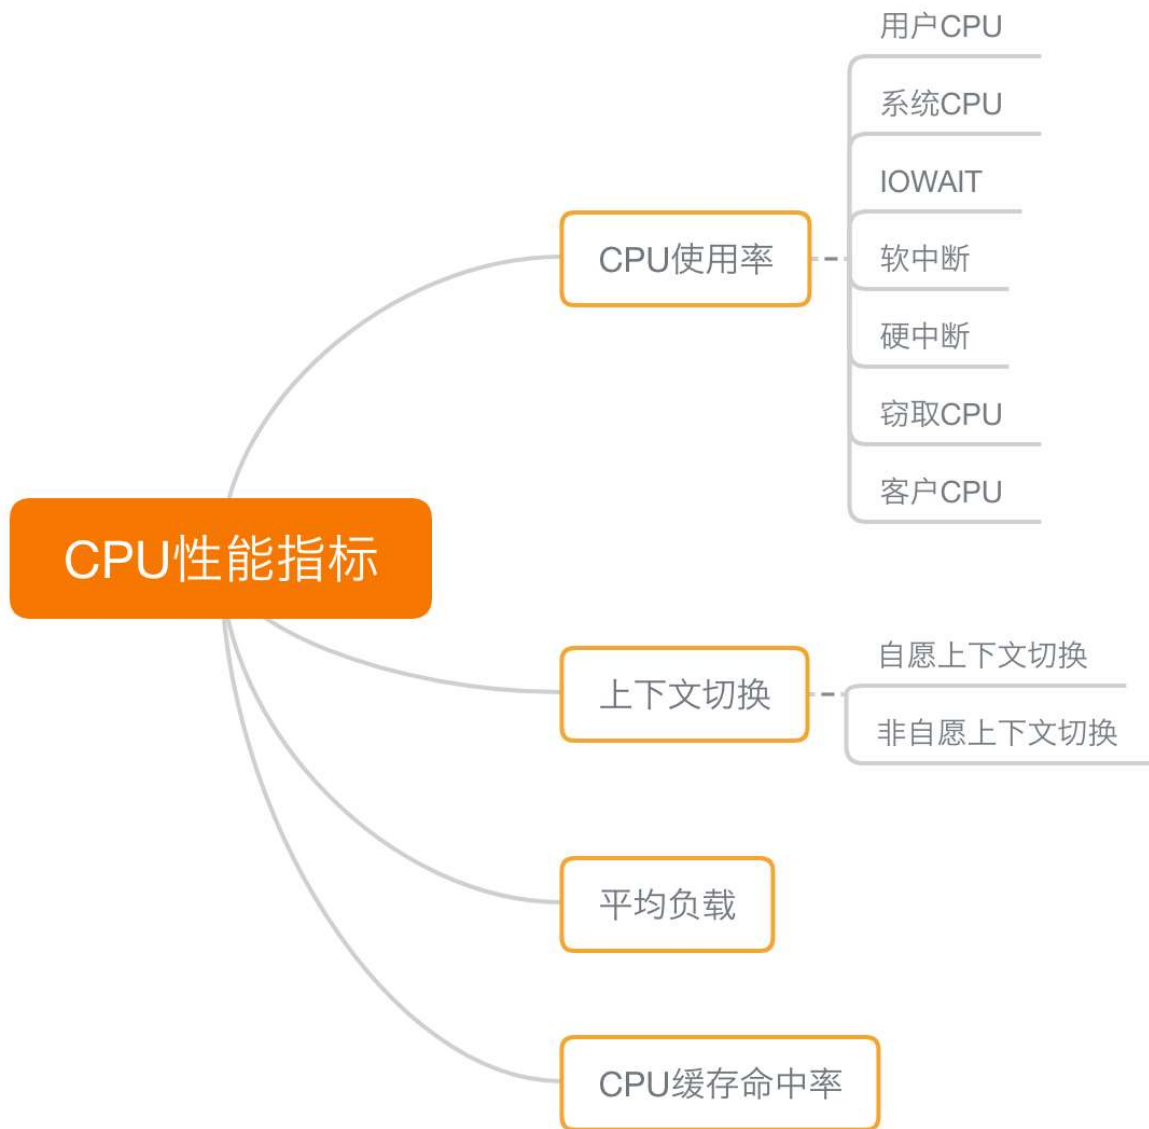 CPU性能指标
CPU使用率
用户CPU
系统CPU
IOWAIT
软中断
硬中断
窃取CPU
客户CPU
上下文切换
自愿上下文切换
非自愿上下文切换
平均负载
CPU缓存命中率